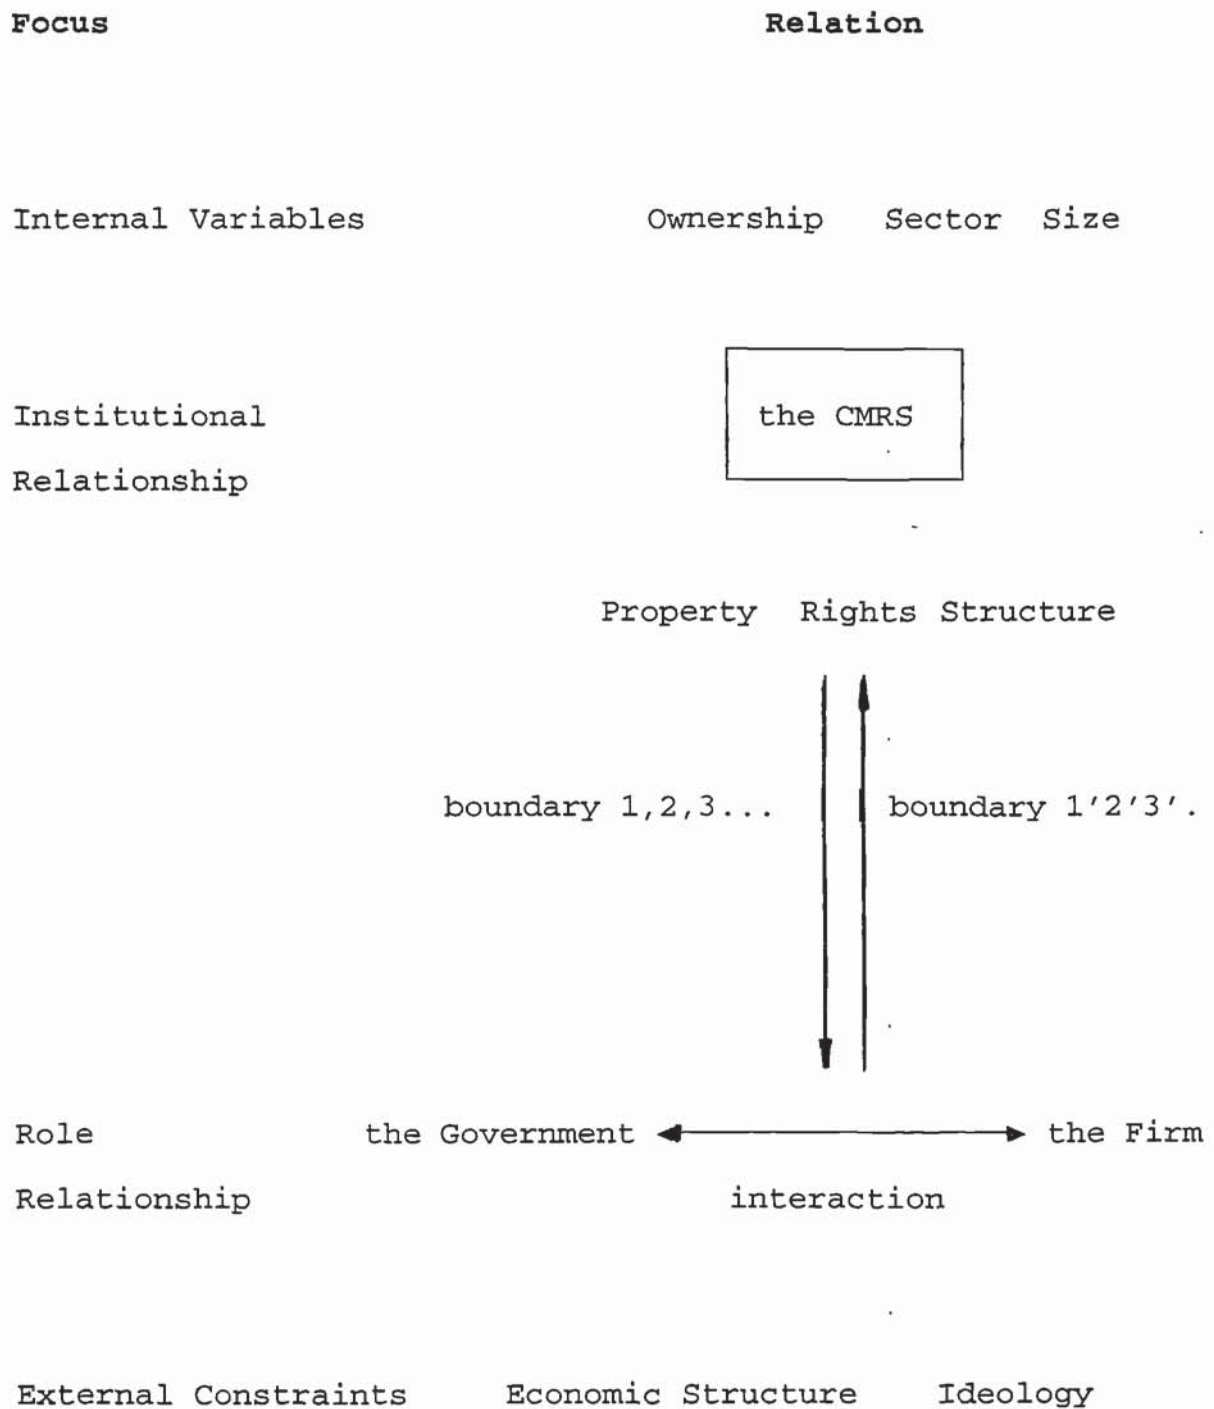 Focus Relation
Internal Variables Ownership Sector Size
Institutional the CMRS
Relationship
Property Rights Structure
boundary 1,2,3... boundary 1'2'3'.
Role the Government the Firm
Relationship interaction
External Constraints Economic Structure Ideology